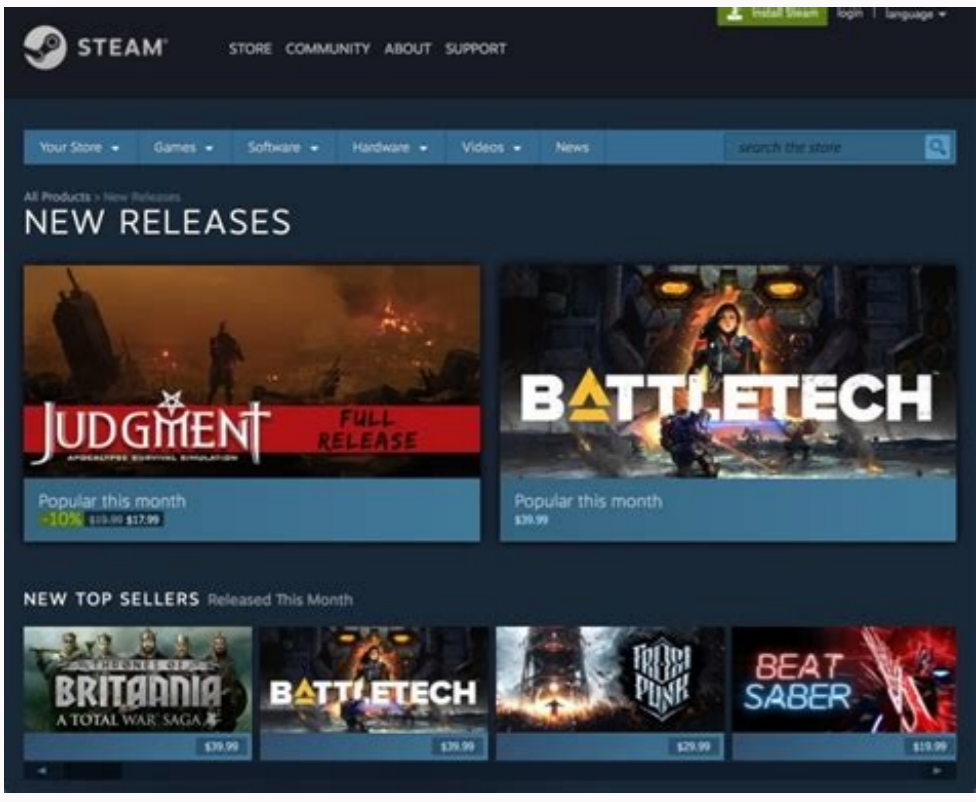 Install Steam login | language
STEAM®
STORE COMMUNITY ABOUT SUPPORT
Your Store Games Software Hardware Videos News search the store
All Products > New Releases
NEW RELEASES
JUDGMENT
APOCALYPSE SURVIVAL SIMULATION
FULL
RELEASE
BATTLETECH
Popular this month
-10% $19.99 $17.99
Popular this month
$39.99
NEW TOP SELLERS Released This Month
THRONES OF
BRITANNIA
A TOTAL WAR SAGA
$39.99
BATTLETECH
$39.99
FROST
PUNK
$29.99
BEAT
SABER
$19.99